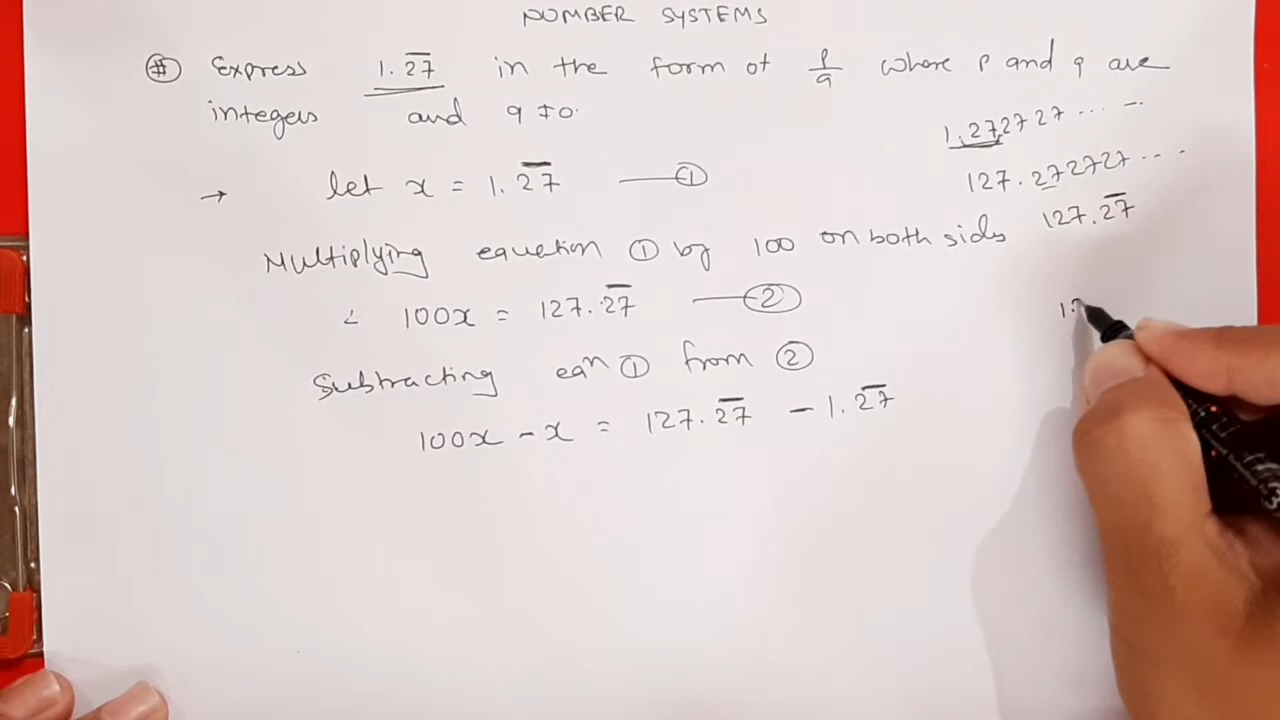 NUMBER SYSTEMS
# Express 1.2̅7̅ in the form of p/q where p and q are
integers and q ≠ 0.
1.272727... -.
→ let x = 1.2̅7̅ —— ①
127.272727... -.
Multiplying equation ① by 100 on both sides 127.2̅7̅
∴ 100x = 127.2̅7̅ —— ②
Subtracting eqn ① from ②
100x - x = 127.2̅7̅ - 1.2̅7̅